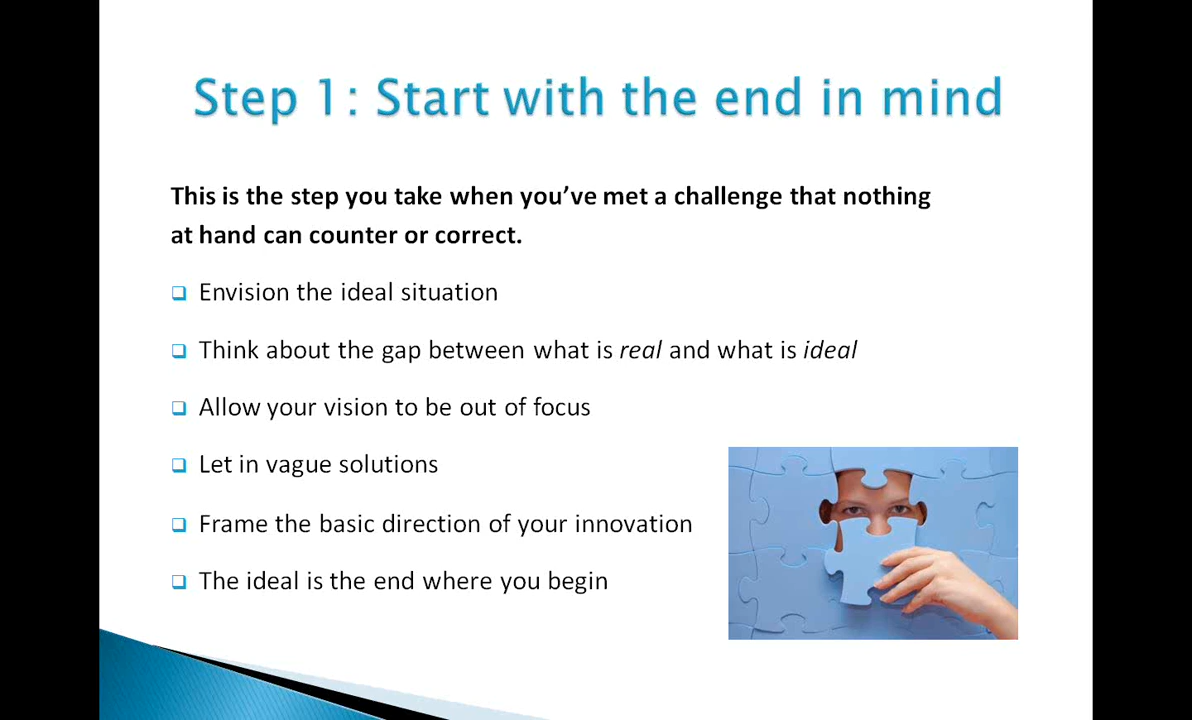 Step 1: Start with the end in mind
This is the step you take when you’ve met a challenge that nothing
at hand can counter or correct.
Envision the ideal situation
Think about the gap between what is real and what is ideal
Allow your vision to be out of focus
Let in vague solutions
Frame the basic direction of your innovation
The ideal is the end where you begin